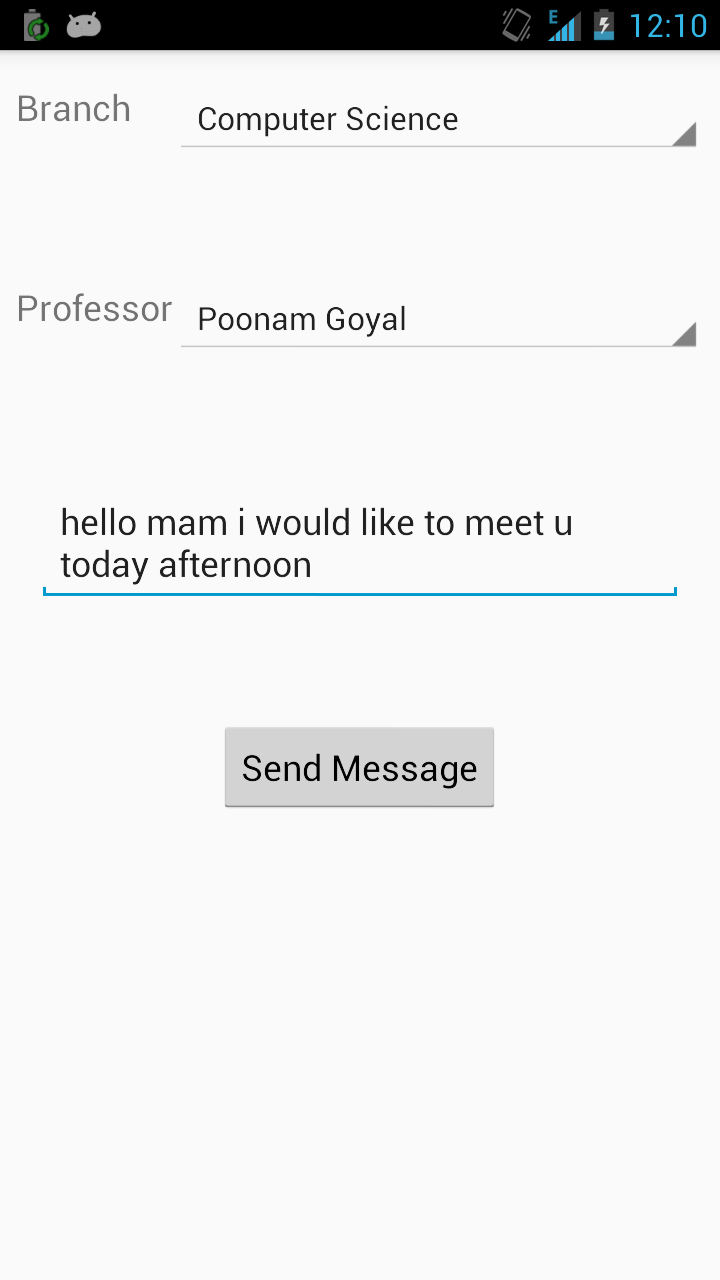 E 12:10
Branch
Computer Science
Professor
Poonam Goyal
hello mam i would like to meet u
today afternoon
Send Message